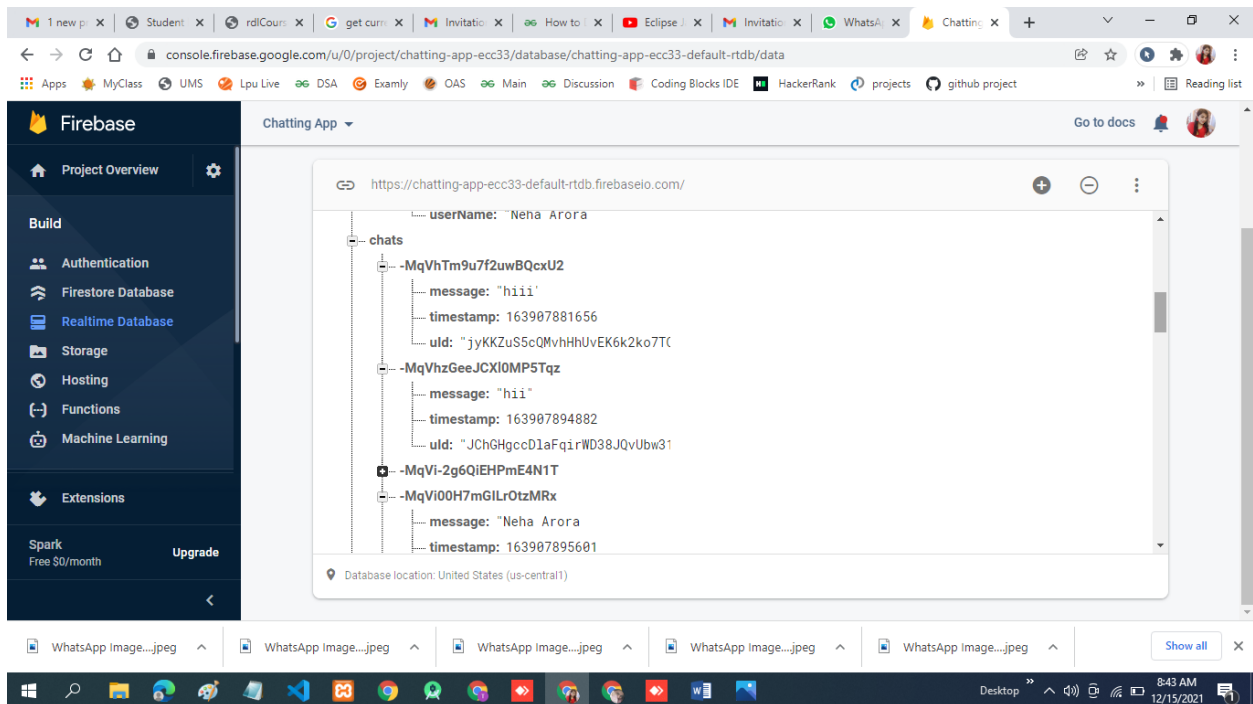 1 new p
Student
rdlCours
get curre
Invitatio
How to
Eclipse
Invitatio
WhatsA
Chatting
console.firebase.google.com/u/0/project/chatting-app-ecc33/database/chatting-app-ecc33-default-rtdb/data
Apps MyClass UMS Lpu Live DSA Examly OAS Main Discussion Coding Blocks IDE HackerRank projects github project » Reading list
Firebase
Chatting App
Go to docs
Project Overview
Build
Authentication
Firestore Database
Realtime Database
Storage
Hosting
Functions
Machine Learning
Extensions
Spark
Free $0/month
Upgrade
https://chatting-app-ecc33-default-rtdb.firebaseio.com/
userName: "Neha Arora
chats
-MqVhTm9u7f2uwBQcxU2
message: "hiii'
timestamp: 163907881656
uId: "jyKKZuS5cQMvhHhUvEK6k2ko7T(
-MqVhzGeeJCXl0MP5Tqz
message: "hii"
timestamp: 163907894882
uId: "JChGHgccDlaFqirWD38JQvUbw31
-MqVi-2g6QiEHPmE4N1T
-MqVi00H7mGILrOtzMRx
message: "Neha Arora
timestamp: 163907895601
Database location: United States (us-central1)
WhatsApp Image....jpeg
WhatsApp Image....jpeg
WhatsApp Image....jpeg
WhatsApp Image....jpeg
WhatsApp Image....jpeg
Show all
Desktop »
8:43 AM
12/15/2021